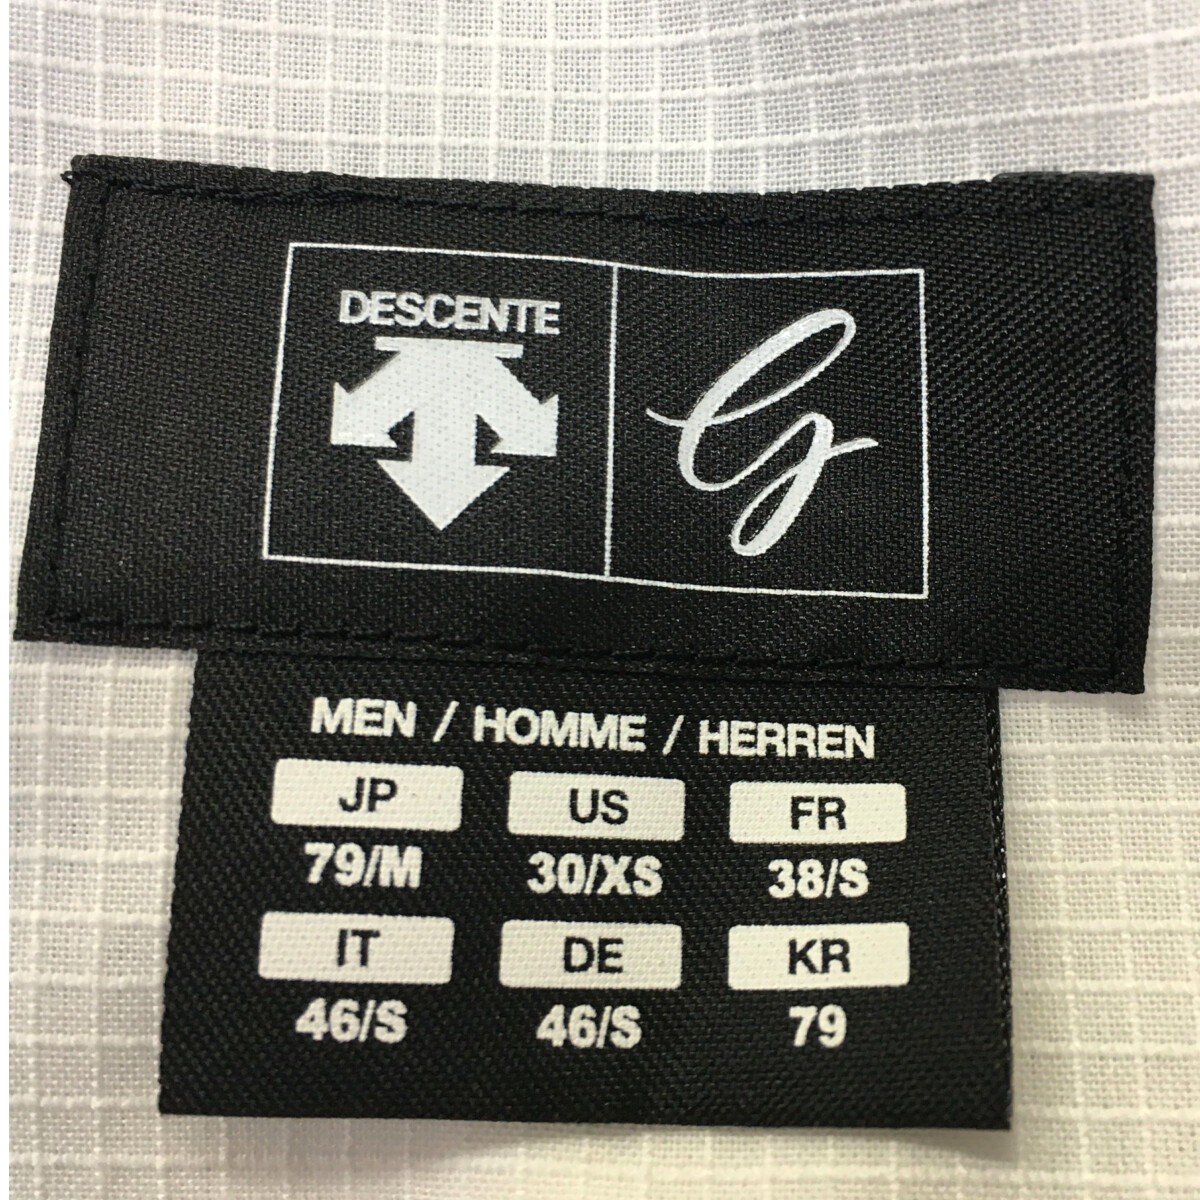 DESCENTE
G
MEN / HOMME / HERREN
JP US FR
79/M 30/XS 38/S
IT DE KR
46/S 46/S 79